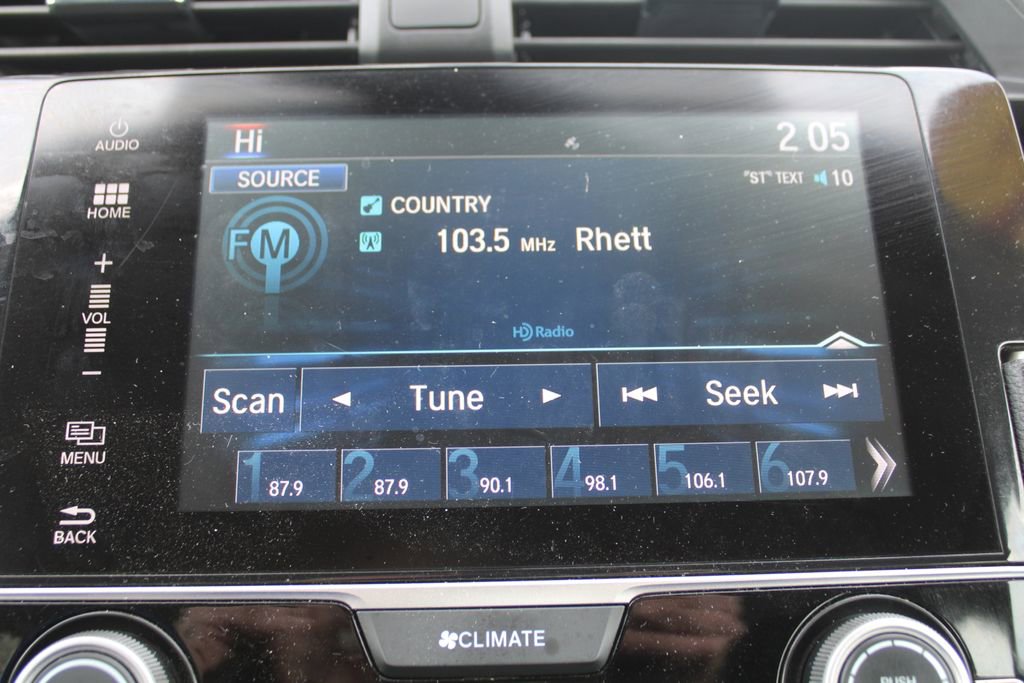 AUDIO
Hi
2 05
SOURCE
"ST" TEXT 10
HOME
COUNTRY
FM
103.5 MHz Rhett
+
VOL
−
HD Radio
Scan
Tune
Seek
MENU
1 87.9
2 87.9
3 90.1
4 98.1
5 106.1
6 107.9
BACK
CLIMATE
PUSH